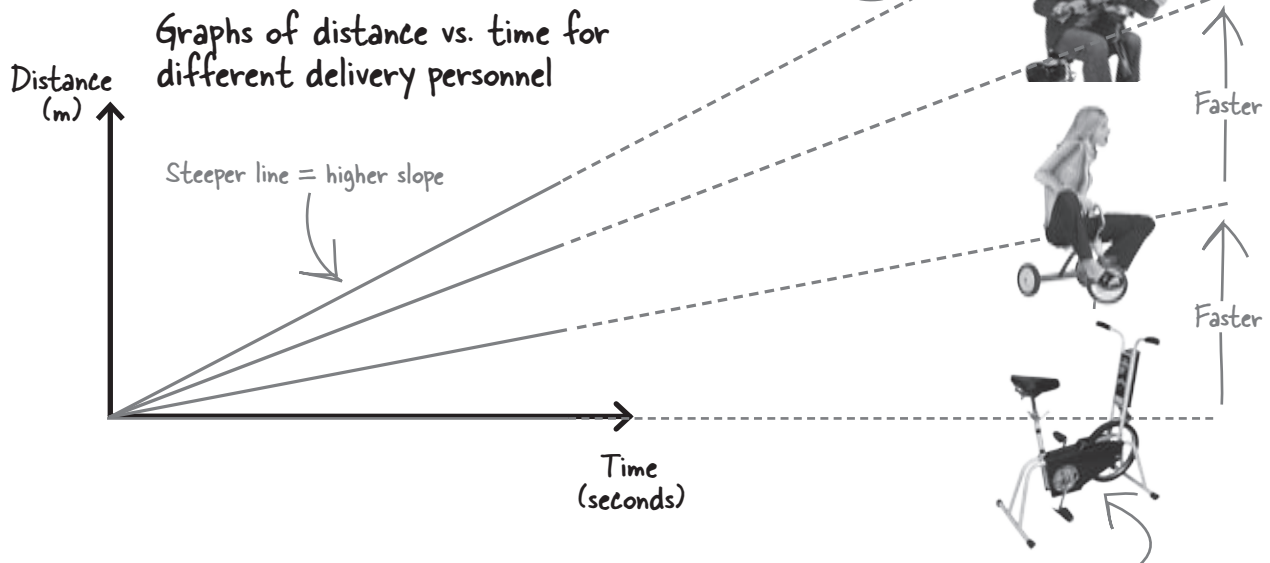 Graphs of distance vs. time for
different delivery personnel
Distance
(m)
Steeper line = higher slope
Faster
Faster
Time
(seconds)